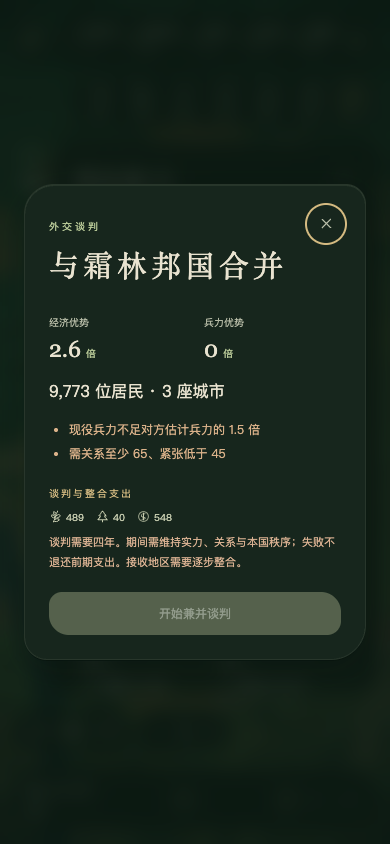 外交谈判
与霜林邦国合并
经济优势
兵力优势
2.6 倍
0 倍
9,773 位居民 · 3 座城市
• 现役兵力不足对方估计兵力的 1.5 倍
• 需关系至少 65、紧张低于 45
谈判与整合支出
489 40 548
谈判需要四年。期间需维持实力、关系与本国秩序；失败不
退还前期支出。接收地区需要逐步整合。
开始兼并谈判